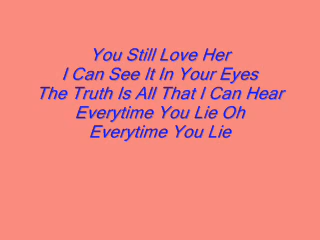 You Still Love Her
I Can See It In Your Eyes
The Truth Is All That I Can Hear
Everytime You Lie Oh
Everytime You Lie